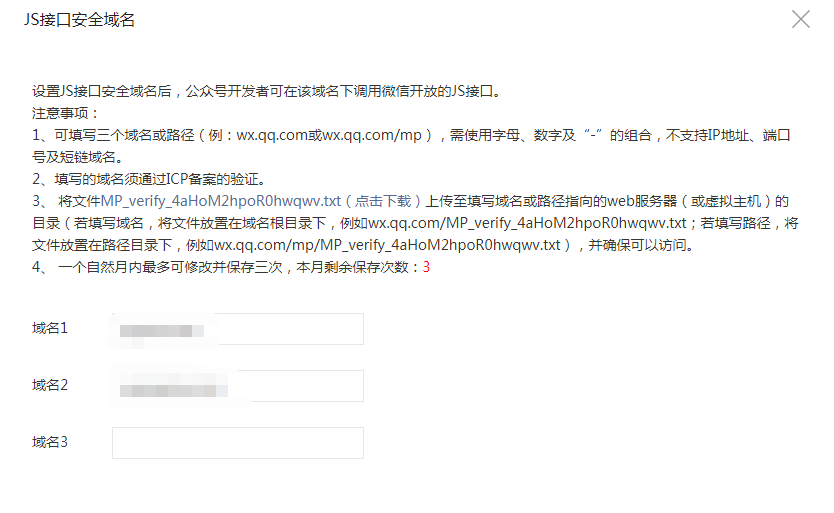 JS接口安全域名
设置JS接口安全域名后，公众号开发者可在该域名下调用微信开放的JS接口。
注意事项：
1、可填写三个域名或路径（例：wx.qq.com或wx.qq.com/mp），需使用字母、数字及“-”的组合，不支持IP地址、端口
号及短链域名。
2、填写的域名须通过ICP备案的验证。
3、 将文件MP_verify_4aHoM2hpoR0hwqwv.txt（点击下载）上传至填写域名或路径指向的web服务器（或虚拟主机）的
目录（若填写域名，将文件放置在域名根目录下，例如wx.qq.com/MP_verify_4aHoM2hpoR0hwqwv.txt；若填写路径，将
文件放置在路径目录下，例如wx.qq.com/mp/MP_verify_4aHoM2hpoR0hwqwv.txt），并确保可以访问。
4、 一个自然月内最多可修改并保存三次，本月剩余保存次数：3
域名1
域名2
域名3